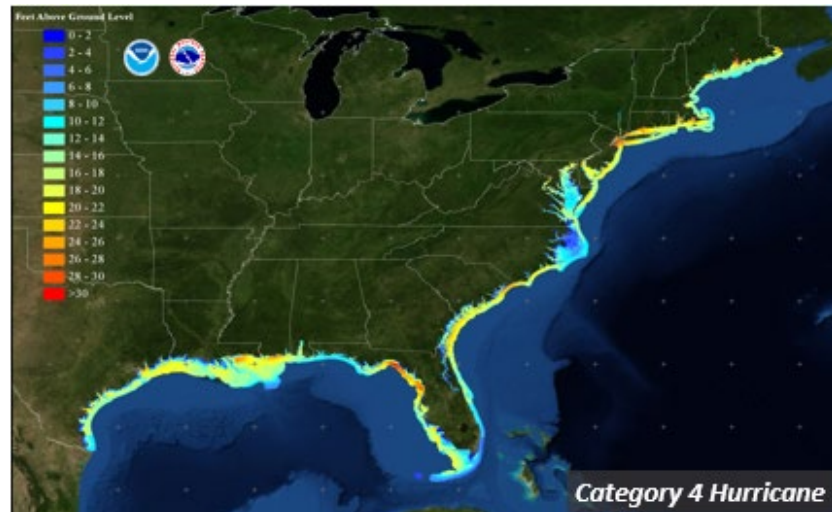 Feet Above Ground Level
0 - 2
2 - 4
4 - 6
6 - 8
8 - 10
10 - 12
12 - 14
14 - 16
16 - 18
18 - 20
20 - 22
22 - 24
24 - 26
26 - 28
28 - 30
>30
Category 4 Hurricane